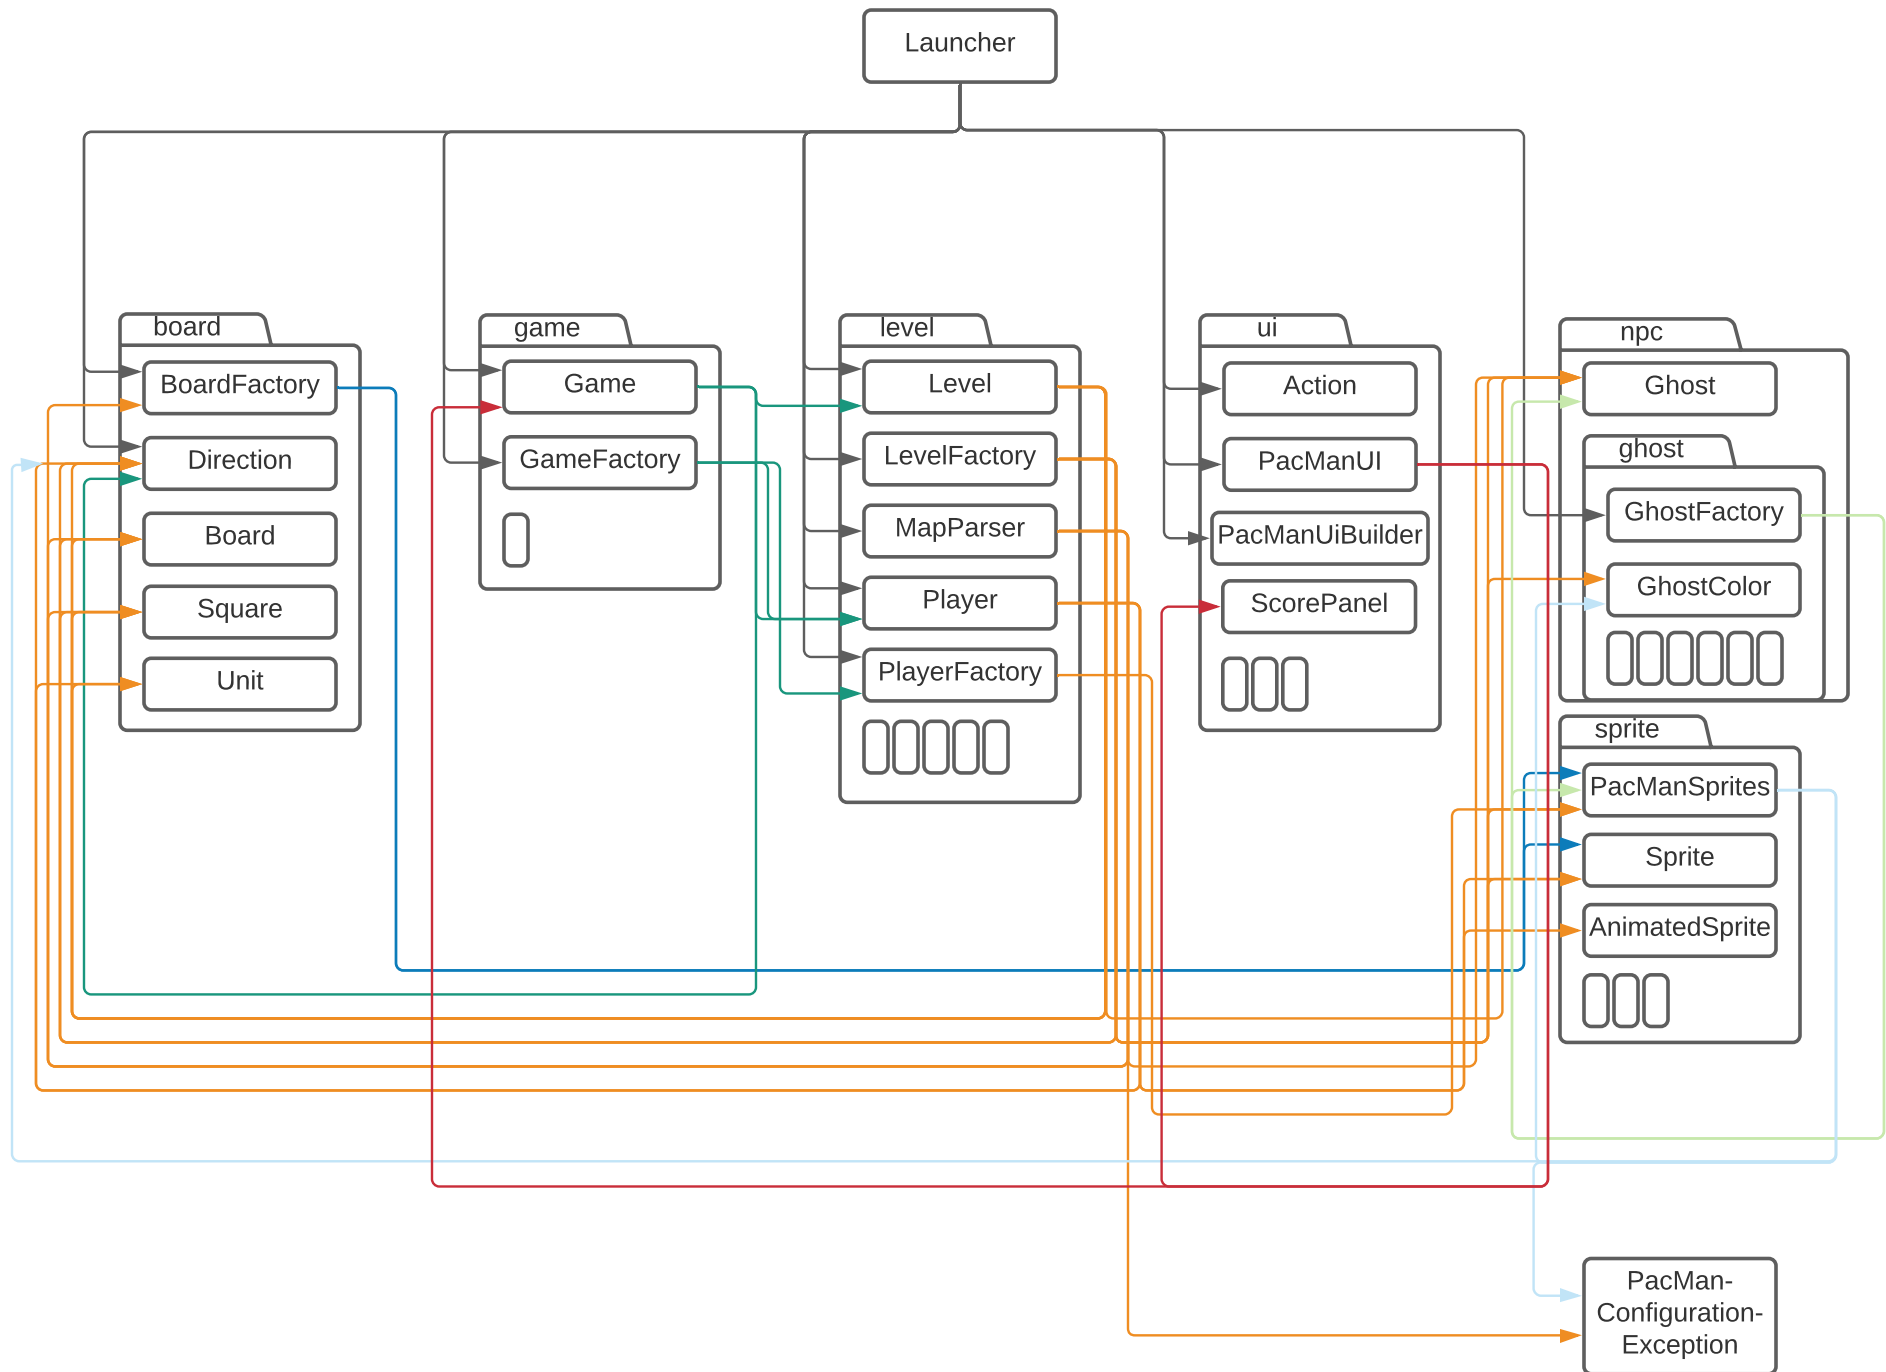 Launcher
board
BoardFactory
Direction
Board
Square
Unit
game
Game
GameFactory
level
Level
LevelFactory
MapParser
Player
PlayerFactory
ui
Action
PacManUI
PacManUiBuilder
ScorePanel
npc
Ghost
ghost
GhostFactory
GhostColor
sprite
PacManSprites
Sprite
AnimatedSprite
PacMan-
Configuration-
Exception